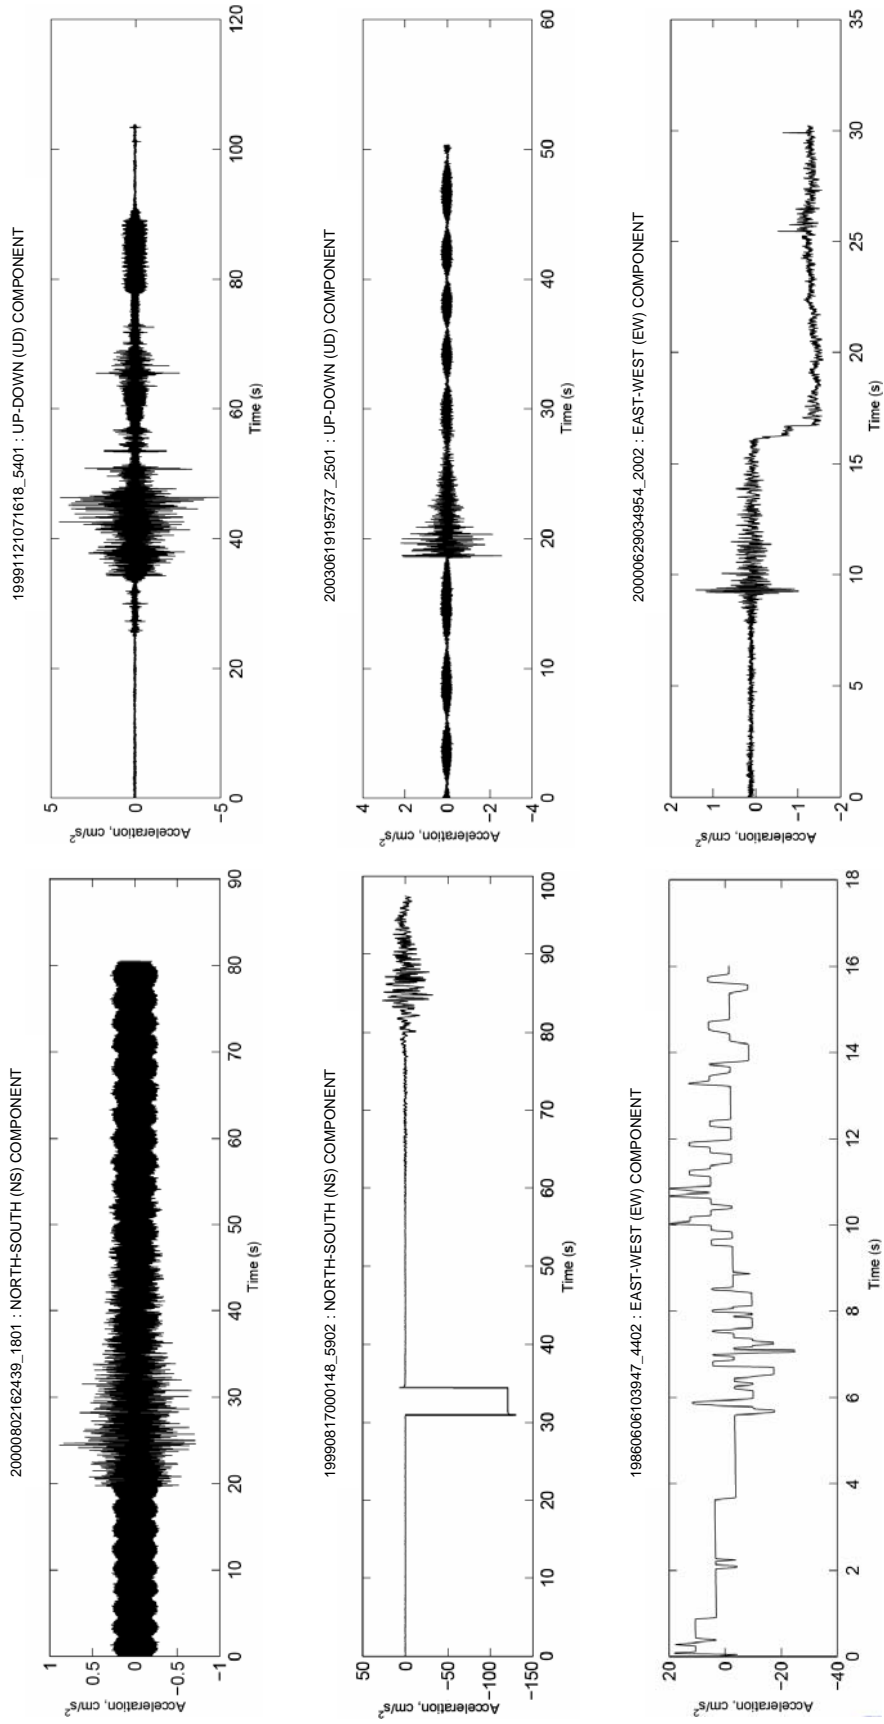 20000802162439_1801 : NORTH-SOUTH (NS) COMPONENT
1
0.5
0
−0.5
−1
Acceleration, cm/s²
0 10 20 30 40 50 60 70 80 90
Time (s)
19991121071618_5401 : UP-DOWN (UD) COMPONENT
5
0
−5
Acceleration, cm/s²
0 20 40 60 80 100 120
Time (s)
19990817000148_5902 : NORTH-SOUTH (NS) COMPONENT
50
0
−50
−100
−150
Acceleration, cm/s²
0 10 20 30 40 50 60 70 80 90 100
Time (s)
20030619195737_2501 : UP-DOWN (UD) COMPONENT
4
2
0
−2
−4
Acceleration, cm/s²
0 10 20 30 40 50 60
Time (s)
19860606103947_4402 : EAST-WEST (EW) COMPONENT
20
0
−20
−40
Acceleration, cm/s²
0 2 4 6 8 10 12 14 16 18
Time (s)
20000629034954_2002 : EAST-WEST (EW) COMPONENT
2
1
0
−1
−2
Acceleration, cm/s²
0 5 10 15 20 25 30 35
Time (s)